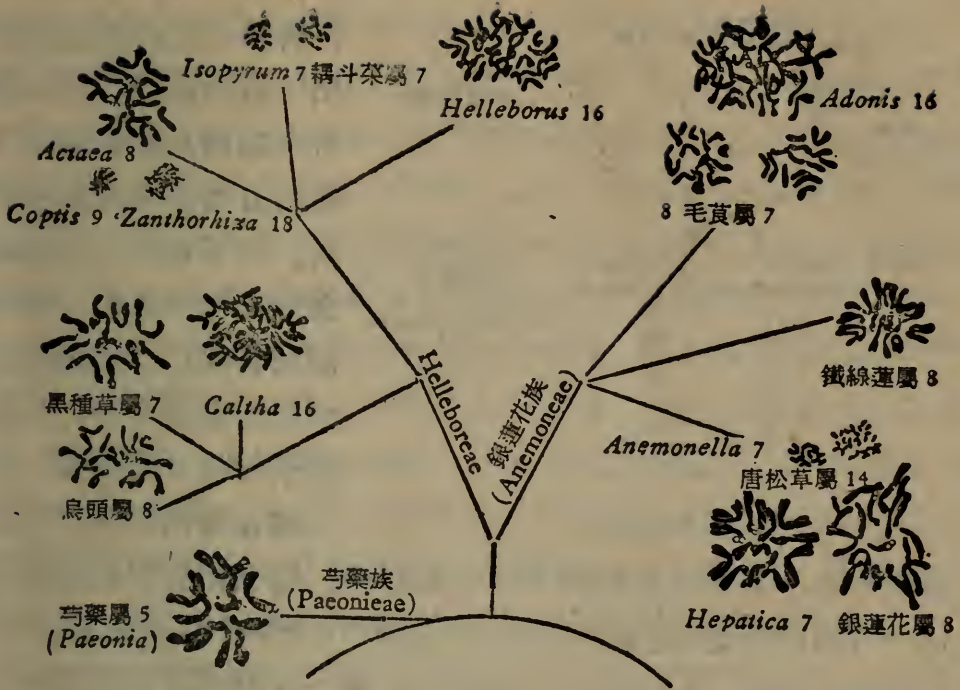 Isopyrum 7 耬斗菜屬 7
Helleborus 16
Adonis 16
Actaea 8
Coptis 9 Zanthorhiza 18
8 毛茛屬 7
鐵線蓮屬 8
黑種草屬 7 Caltha 16
Helleboreae
銀蓮花族
(Anemoneae)
Anemonella 7
唐松草屬 14
烏頭屬 8
芍藥族
(Paeonieae)
芍藥屬 5
(Paeonia)
Hepatica 7 銀蓮花屬 8